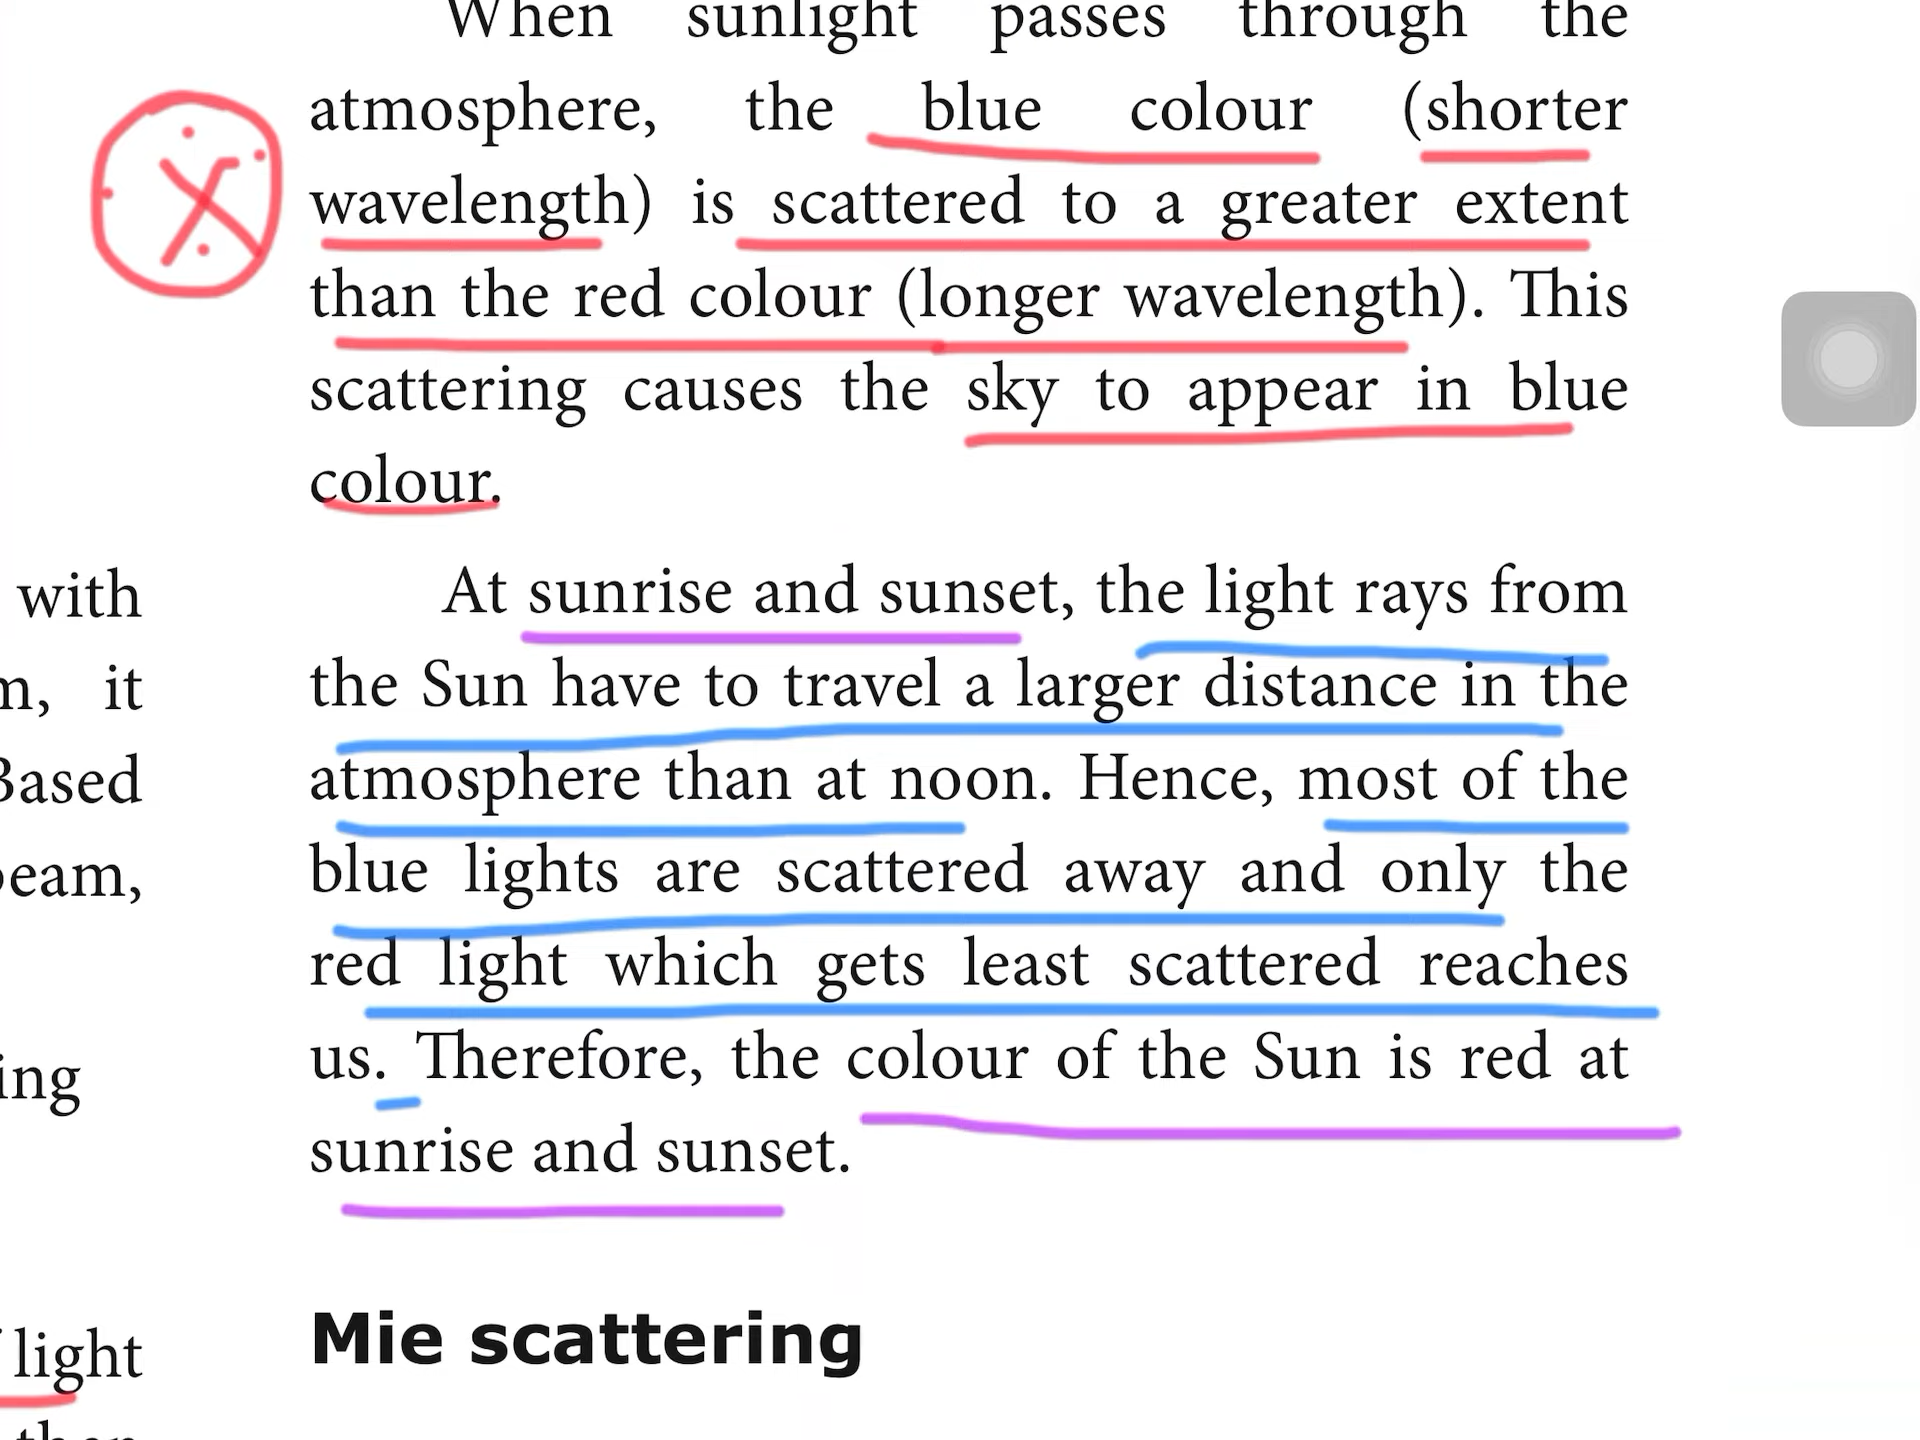 When sunlight passes through the
atmosphere, the blue colour (shorter
wavelength) is scattered to a greater extent
than the red colour (longer wavelength). This
scattering causes the sky to appear in blue
colour.
At sunrise and sunset, the light rays from
the Sun have to travel a larger distance in the
atmosphere than at noon. Hence, most of the
blue lights are scattered away and only the
red light which gets least scattered reaches
us. Therefore, the colour of the Sun is red at
sunrise and sunset.
Mie scattering
with
it
Based
beam,
ing
light